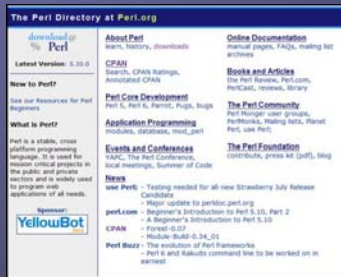 The Perl Directory at Perl.org
download@
% Perl
Latest Version: 5.10.0
New to Perl?
See our Resources for Perl
Beginners
What is Perl?
Perl is a stable, cross
platform programming
language. It is used for
mission critical projects in
the public and private
sectors and is widely used
to program web
applications of all needs.
Sponsor:
YellowBot
About Perl
learn, history, downloads
CPAN
Search, CPAN Ratings,
Annotated CPAN
Perl Core Development
Perl 5, Perl 6, Parrot, Pugs, bugs
Application Programming
modules, database, mod_perl
Events and Conferences
YAPC, The Perl Conference,
local meetings, Summer of Code
Online Documentation
manual pages, FAQs, mailing list
archives
Books and Articles
the Perl Review, Perl.com,
PerlCast, reviews, library
The Perl Community
Perl Monger user groups,
PerlMonks, Mailing lists, Planet
Perl, use Perl;
The Perl Foundation
contribute, press kit (pdf), blog
News
use Perl; - Testing needed for all-new Strawberry July Release
Candidate
- Major update to perldoc.perl.org
perl.com - Beginner's Introduction to Perl 5.10, Part 2
- A Beginner's Introduction to Perl 5.10
CPAN - Forest-0.07
- Module-Build-0.34_01
Perl Buzz - The evolution of Perl frameworks
- Perl 6 and Rakudo command line to be worked on in
earnest